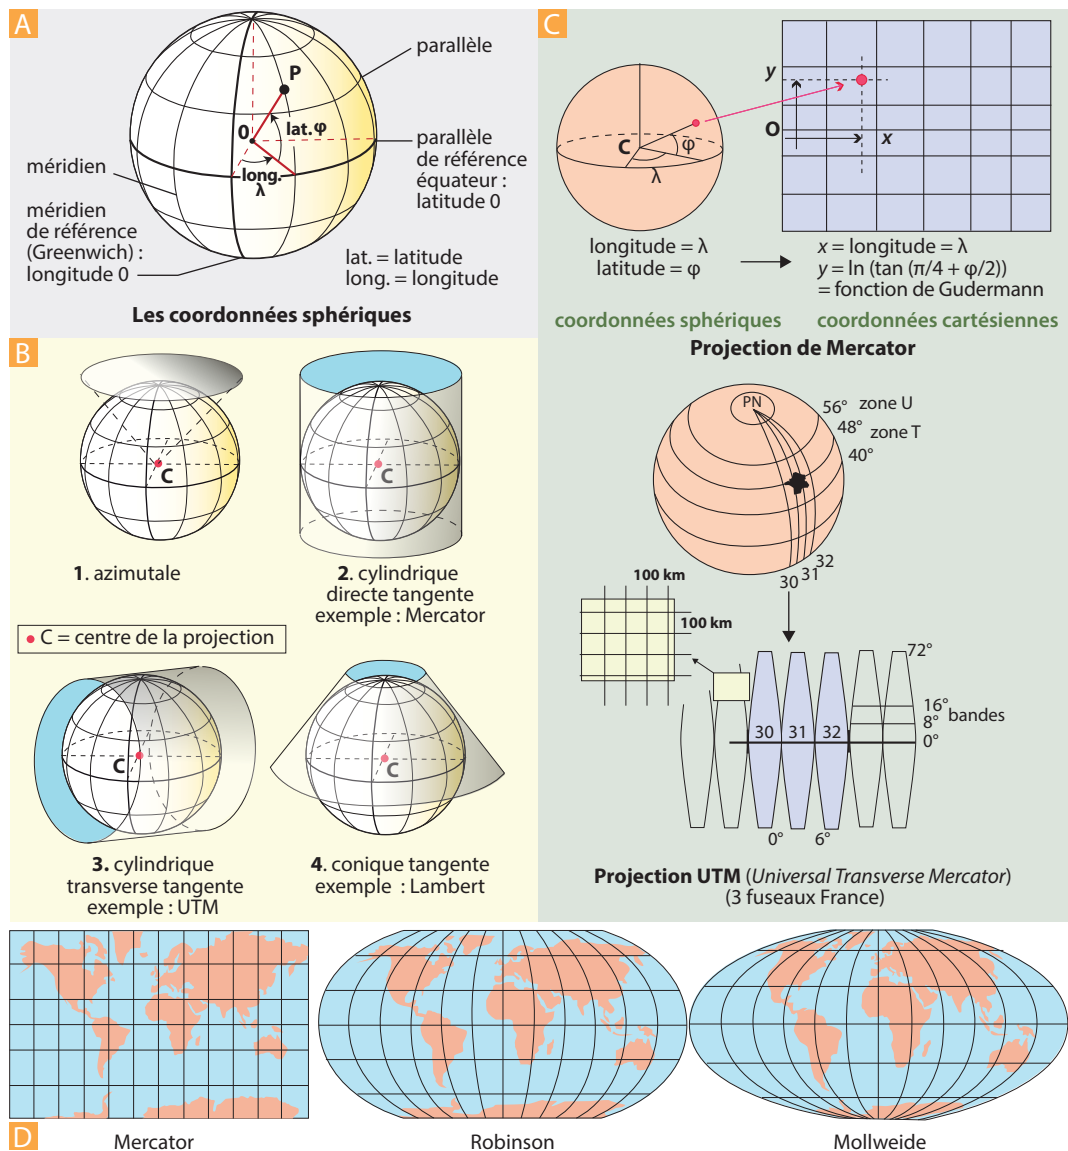 A
parallèle
P
0
lat. φ
long.
λ
parallèle
de référence
équateur :
latitude 0
méridien
méridien
de référence
(Greenwich) :
longitude 0
lat. = latitude
long. = longitude
Les coordonnées sphériques
B
C
1. azimutale
C
2. cylindrique
directe tangente
exemple : Mercator
• C = centre de la projection
C
3. cylindrique
transverse tangente
exemple : UTM
C
4. conique tangente
exemple : Lambert
C
y
O
x
C
φ
λ
longitude = λ
latitude = φ
x = longitude = λ
y = ln (tan (π/4 + φ/2))
= fonction de Gudermann
coordonnées sphériques
coordonnées cartésiennes
Projection de Mercator
PN
56° zone U
48° zone T
40°
32
31
30
100 km
100 km
72°
16°
bandes
8°
0°
30 31 32
0° 6°
Projection UTM (Universal Transverse Mercator)
(3 fuseaux France)
D
Mercator
Robinson
Mollweide